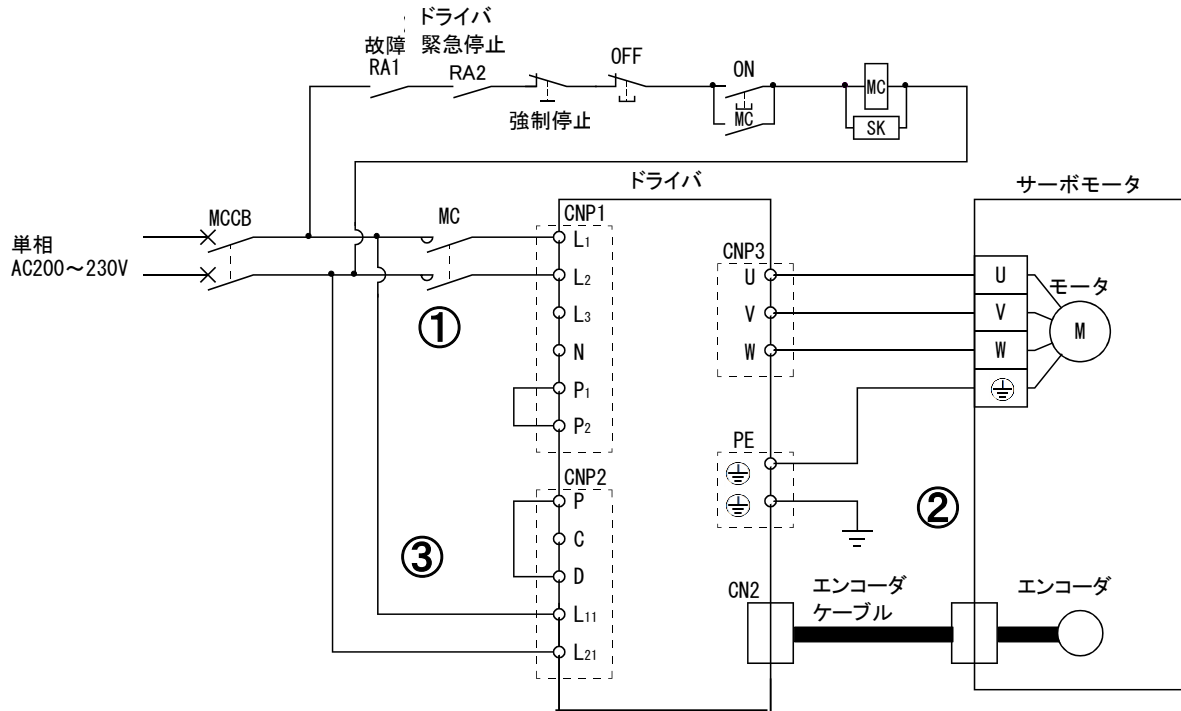 ドライバ
故障 緊急停止
RA1
RA2
OFF
ON
MC
強制停止
MC
SK
ドライバ
サーボモータ
MCCB
MC
CNP1
単相
AC200～230V
L1
L2
L3
N
P1
P2
CNP3
U
V
W
U
V
W
モータ
M
①
PE
CNP2
P
C
D
L11
L21
②
③
CN2
エンコーダ
ケーブル
エンコーダ